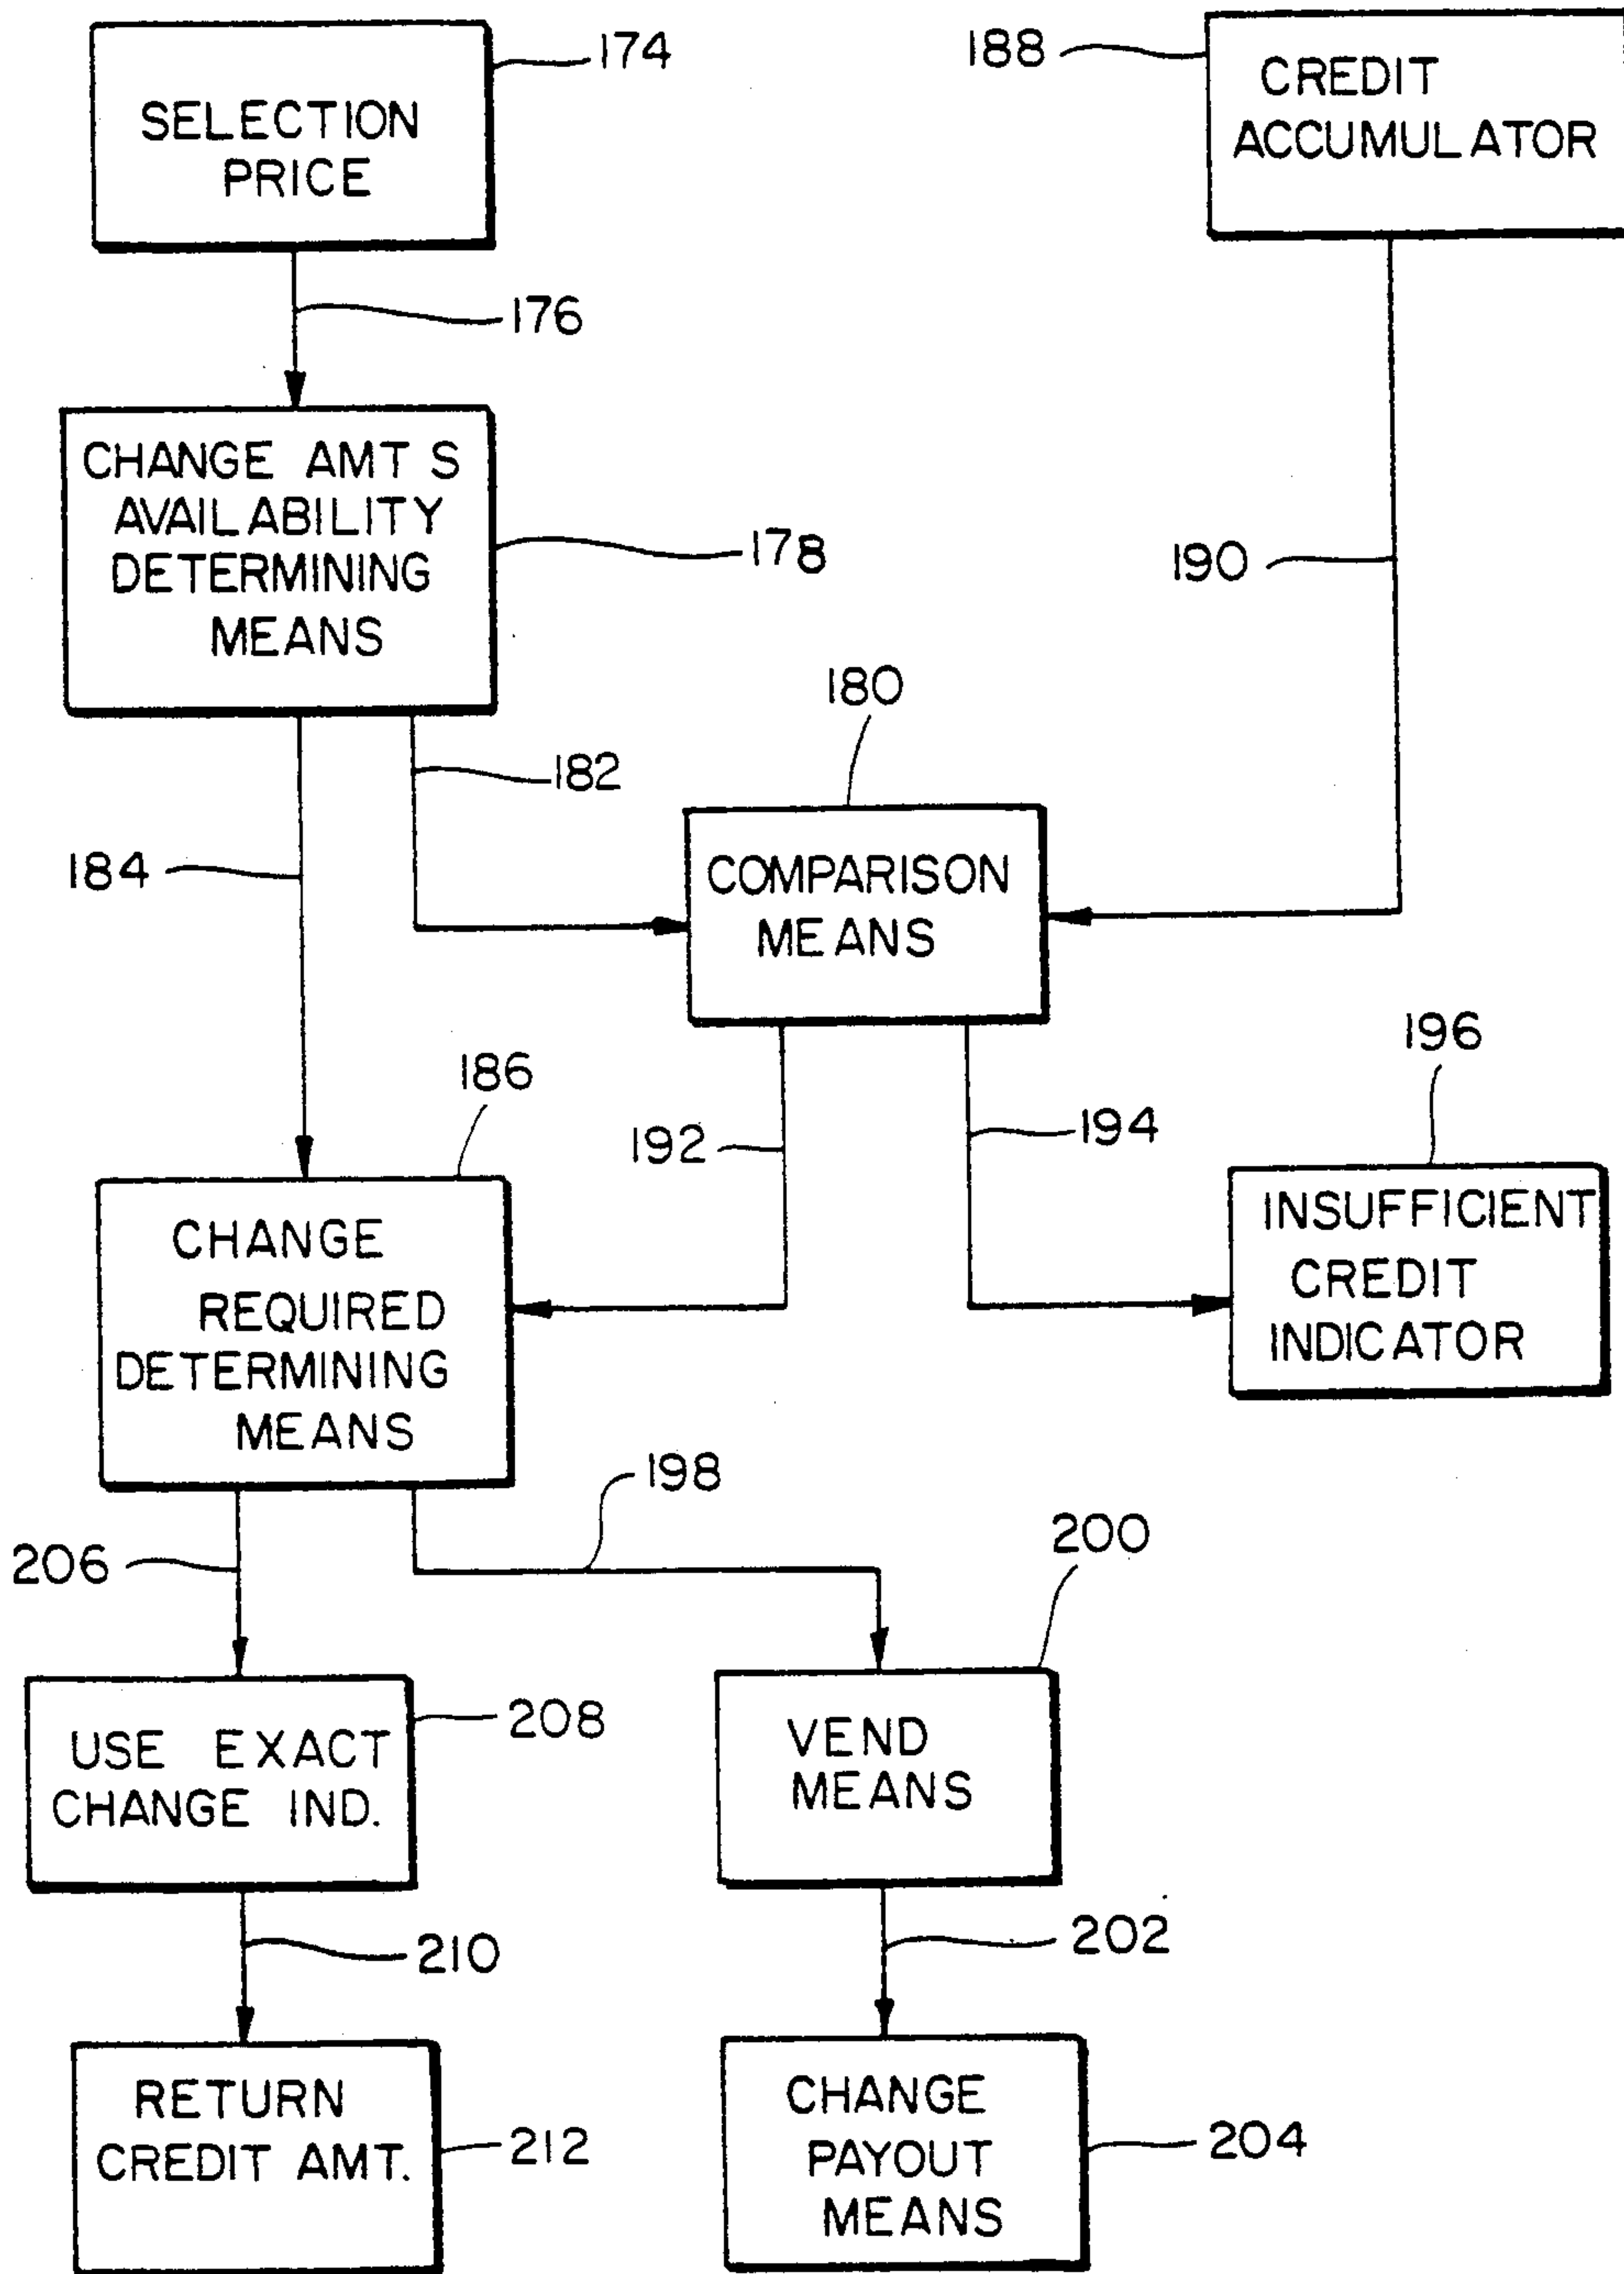 174
SELECTION
PRICE
188
CREDIT
ACCUMULATOR
176
CHANGE AMT S
AVAILABILITY
DETERMINING
MEANS
178
190
180
182
COMPARISON
MEANS
184
186
192
194
196
CHANGE
REQUIRED
DETERMINING
MEANS
INSUFFICIENT
CREDIT
INDICATOR
198
206
200
USE EXACT
CHANGE IND.
208
VEND
MEANS
210
202
RETURN
CREDIT AMT.
212
CHANGE
PAYOUT
MEANS
204